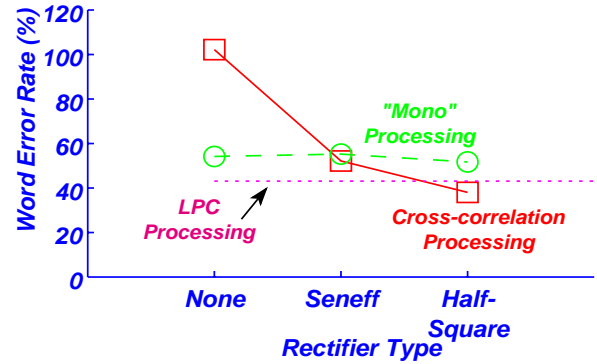 Word Error Rate (%)
120
100
80
60
40
20
0
"Mono"
Processing
LPC
Processing
Cross-correlation
Processing
None
Seneff
Half-
Square
Rectifier Type